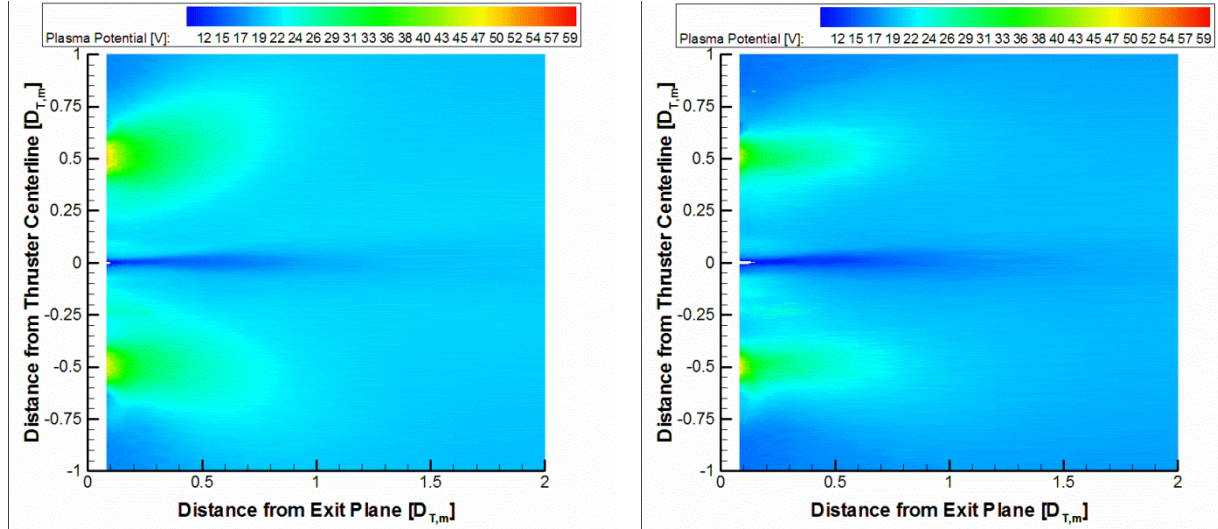 Plasma Potential [V]: 12 15 17 19 22 24 26 29 31 33 36 38 40 43 45 47 50 52 54 57 59
1
0.75
0.5
0.25
0
-0.25
-0.5
-0.75
-1
Distance from Thruster Centerline [D_T,m]
0 0.5 1 1.5 2
Distance from Exit Plane [D_T,m]
Plasma Potential [V]: 12 15 17 19 22 24 26 29 31 33 36 38 40 43 45 47 50 52 54 57 59
1
0.75
0.5
0.25
0
-0.25
-0.5
-0.75
-1
Distance from Thruster Centerline [D_T,m]
0 0.5 1 1.5 2
Distance from Exit Plane [D_T,m]